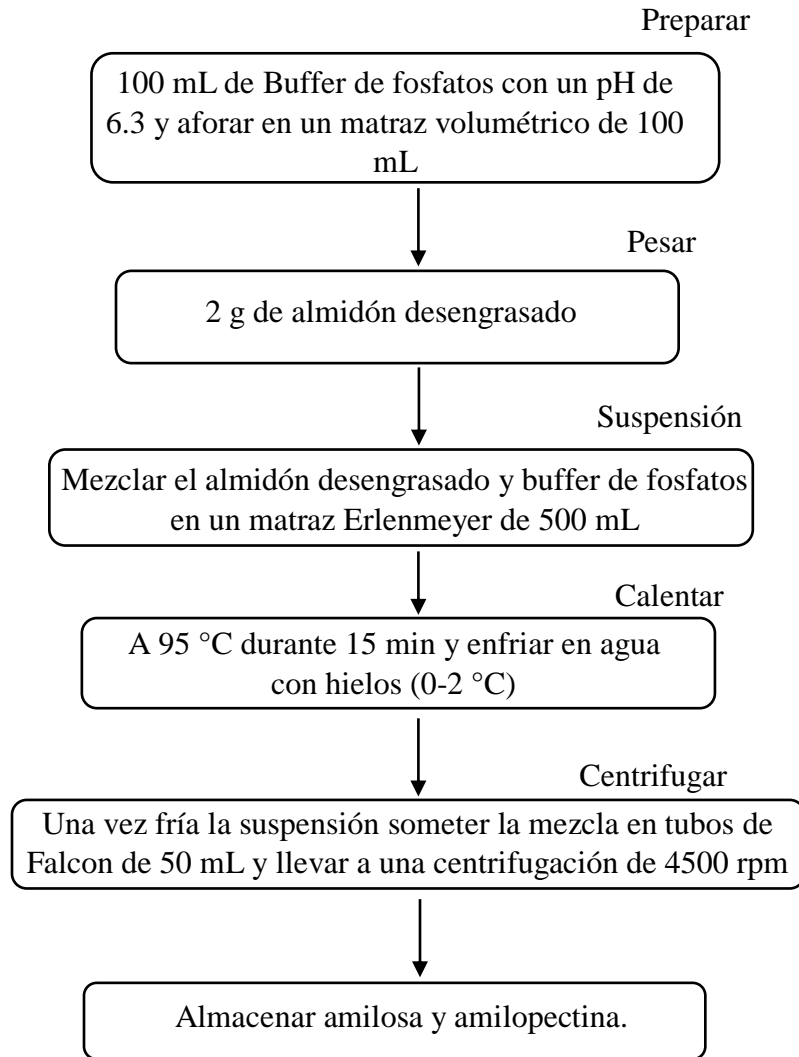 Preparar
100 mL de Buffer de fosfatos con un pH de
6.3 y aforar en un matraz volumétrico de 100
mL
Pesar
2 g de almidón desengrasado
Suspensión
Mezclar el almidón desengrasado y buffer de fosfatos
en un matraz Erlenmeyer de 500 mL
Calentar
A 95 °C durante 15 min y enfriar en agua
con hielos (0-2 °C)
Centrifugar
Una vez fría la suspensión someter la mezcla en tubos de
Falcon de 50 mL y llevar a una centrifugación de 4500 rpm
Almacenar amilosa y amilopectina.